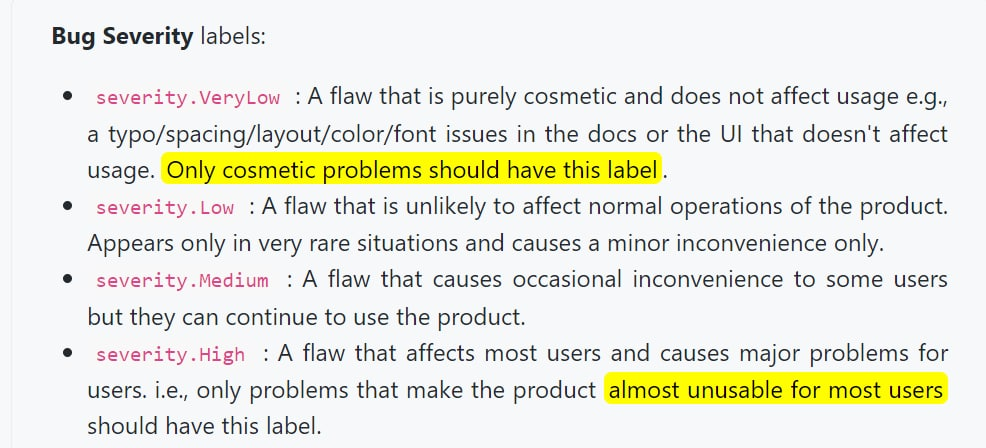 Bug Severity labels:
• severity.VeryLow : A flaw that is purely cosmetic and does not affect usage e.g.,
a typo/spacing/layout/color/font issues in the docs or the UI that doesn't affect
usage. Only cosmetic problems should have this label.
• severity.Low : A flaw that is unlikely to affect normal operations of the product.
Appears only in very rare situations and causes a minor inconvenience only.
• severity.Medium : A flaw that causes occasional inconvenience to some users
but they can continue to use the product.
• severity.High : A flaw that affects most users and causes major problems for
users. i.e., only problems that make the product almost unusable for most users
should have this label.